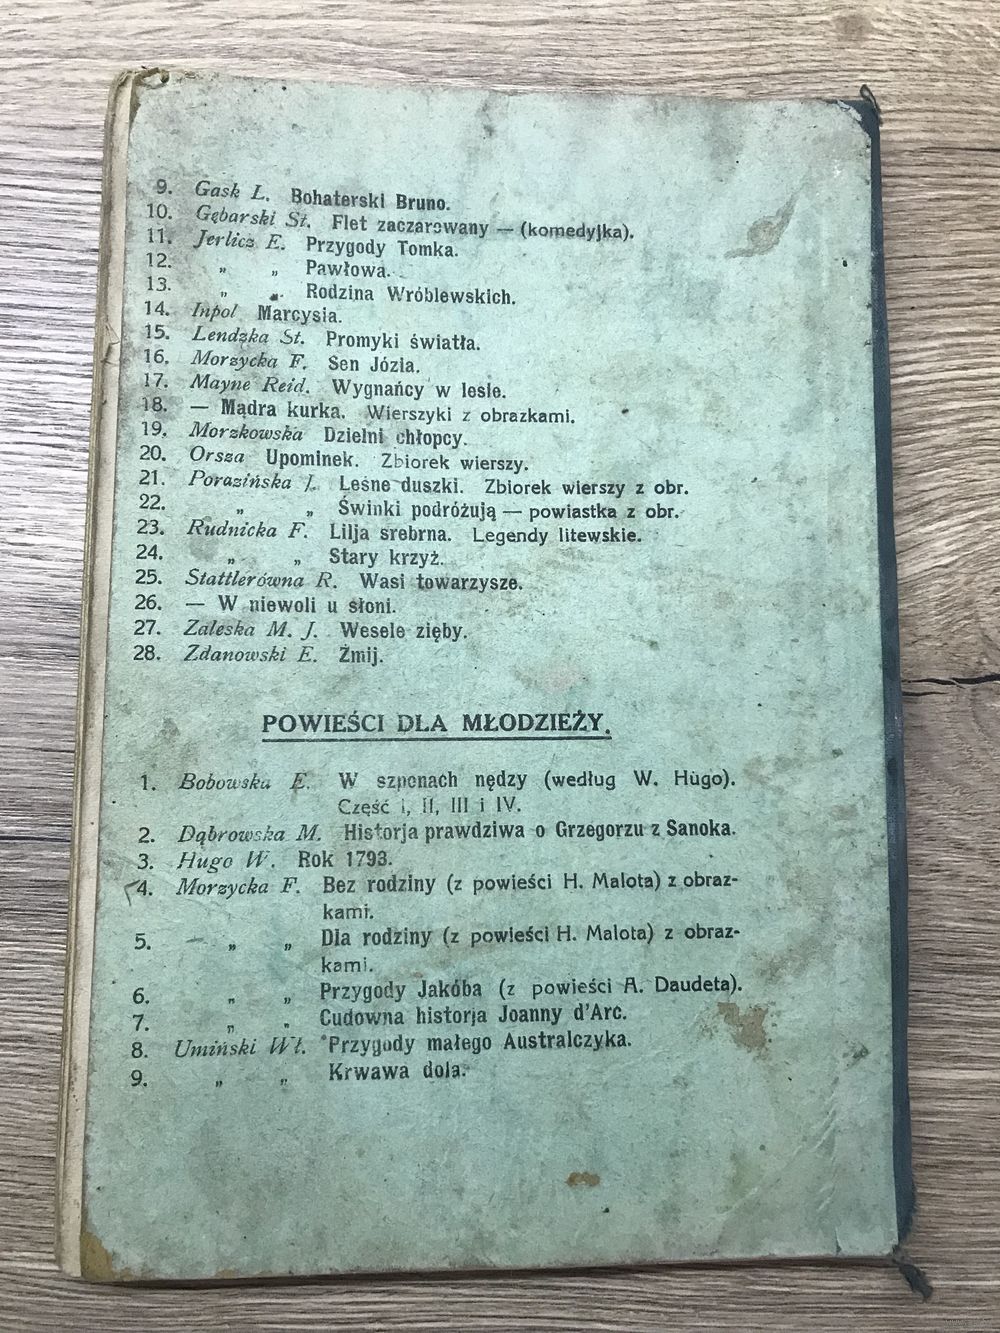 9. Gask L. Bohaterski Bruno.
10. Gębarski St. Flet zaczarowany — (komedyjka).
11. Jerlicz E. Przygody Tomka.
12. „ „ Pawłowa.
13. „ „ Rodzina Wróblewskich.
14. Inpol Marcysia.
15. Lendzka St. Promyki światła.
16. Morzycka F. Sen Józia.
17. Mayne Reid. Wygnańcy w lesie.
18. — Mądra kurka. Wierszyki z obrazkami.
19. Morzkowska Dzielni chłopcy.
20. Orsza Upominek. Zbiorek wierszy.
21. Porazińska J. Leśne duszki. Zbiorek wierszy z obr.
22. „ „ Świnki podróżują — powiastka z obr.
23. Rudnicka F. Lilja srebrna. Legendy litewskie.
24. „ „ Stary krzyż.
25. Stattlerówna R. Wasi towarzysze.
26. — W niewoli u słoni.
27. Zaleska M. J. Wesele zięby.
28. Zdanowski E. Żmij.
POWIEŚCI DLA MŁODZIEŻY.
1. Bobowska E. W szponach nędzy (według W. Hugo).
Część I, II, III i IV.
2. Dąbrowska M. Historja prawdziwa o Grzegorzu z Sanoka.
3. Hugo W. Rok 1793.
4. Morzycka F. Bez rodziny (z powieści H. Malota) z obraz-
kami.
5. „ „ Dla rodziny (z powieści H. Malota) z obraz-
kami.
6. „ „ Przygody Jakóba (z powieści A. Daudeta).
7. „ „ Cudowna historja Joanny d'Arc.
8. Umiński Wł. Przygody małego Australczyka.
9. „ „ Krwawa dola.